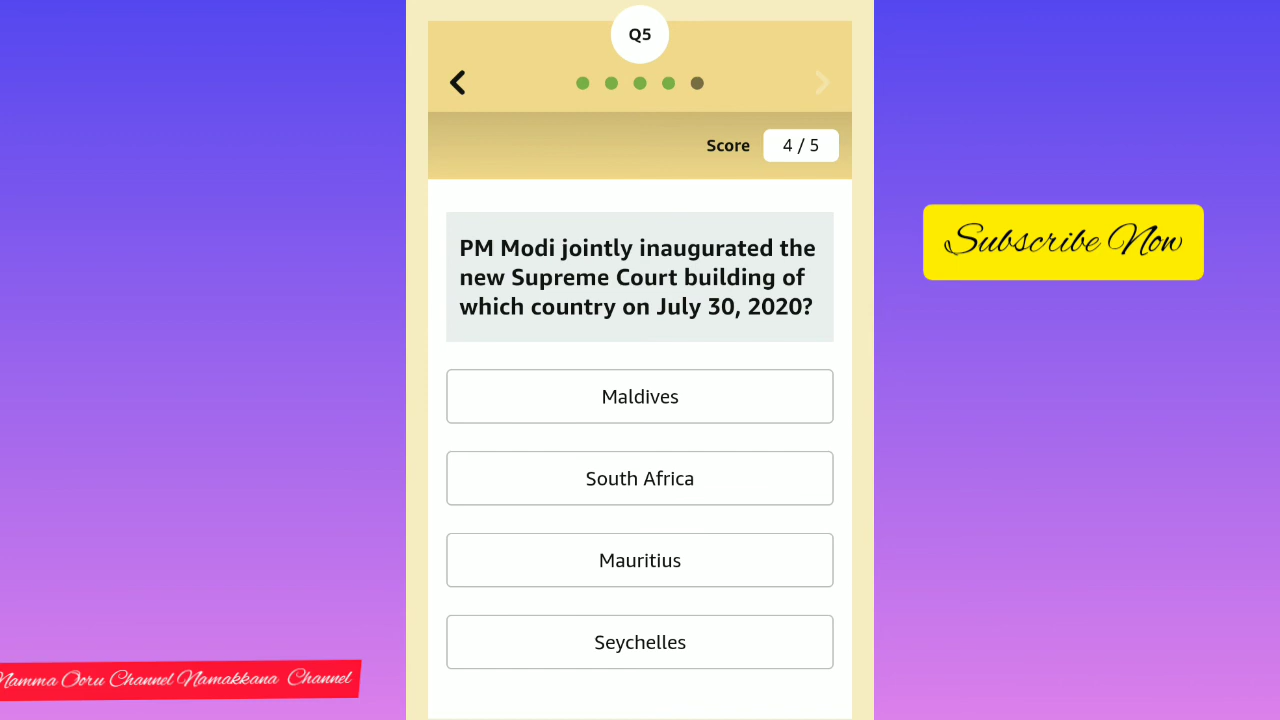 Q5
Score 4 / 5
PM Modi jointly inaugurated the
new Supreme Court building of
which country on July 30, 2020?
Subscribe Now
Maldives
South Africa
Mauritius
Seychelles
Namma Ooru Channel Namakkana Channel